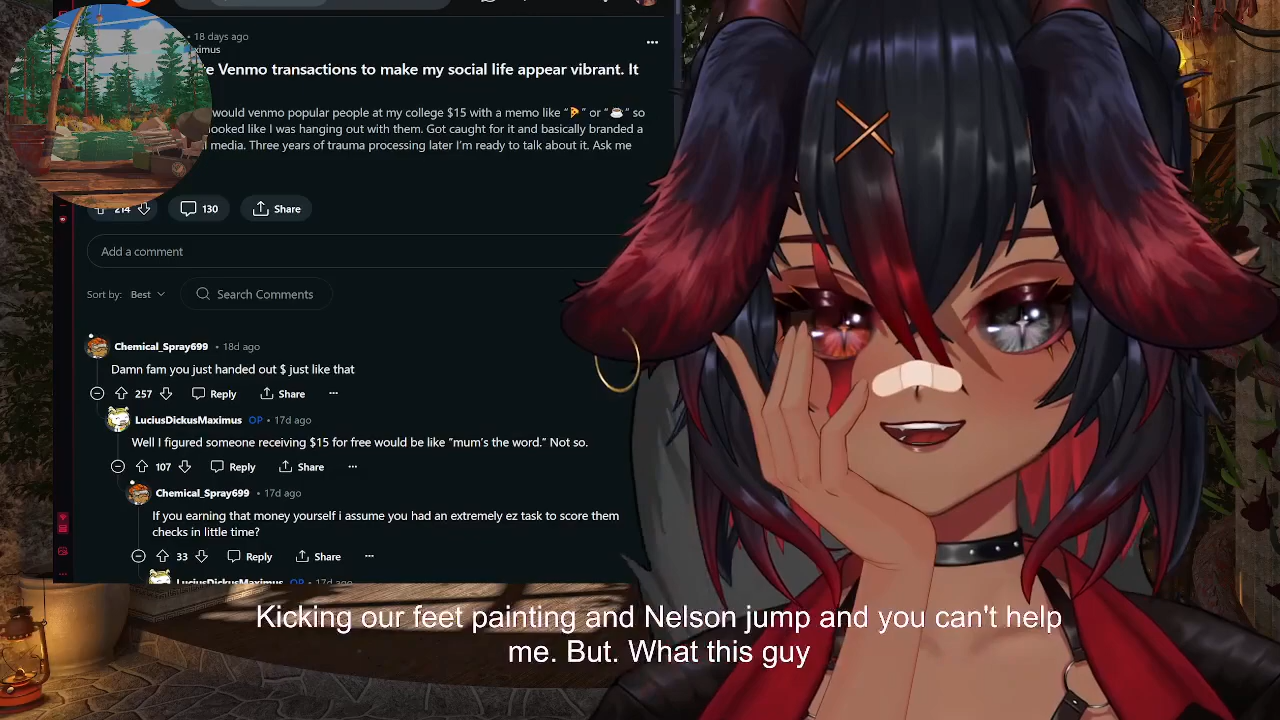 • 18 days ago
aximus
re Venmo transactions to make my social life appear vibrant. It
would venmo popular people at my college $15 with a memo like “🍕” or “☕” so
ooked like I was hanging out with them. Got caught for it and basically branded a
l media. Three years of trauma processing later I'm ready to talk about it. Ask me
214
130
Share
Add a comment
Sort by: Best
Search Comments
Chemical_Spray699 • 18d ago
Damn fam you just handed out $ just like that
257 Reply Share
LuciusDickusMaximus OP • 17d ago
Well I figured someone receiving $15 for free would be like “mum’s the word.” Not so.
107 Reply Share
Chemical_Spray699 • 17d ago
If you earning that money yourself i assume you had an extremely ez task to score them
checks in little time?
33 Reply Share
LuciusDickusMaximus OP • 17d ago
Kicking our feet painting and Nelson jump and you can't help
me. But. What this guy